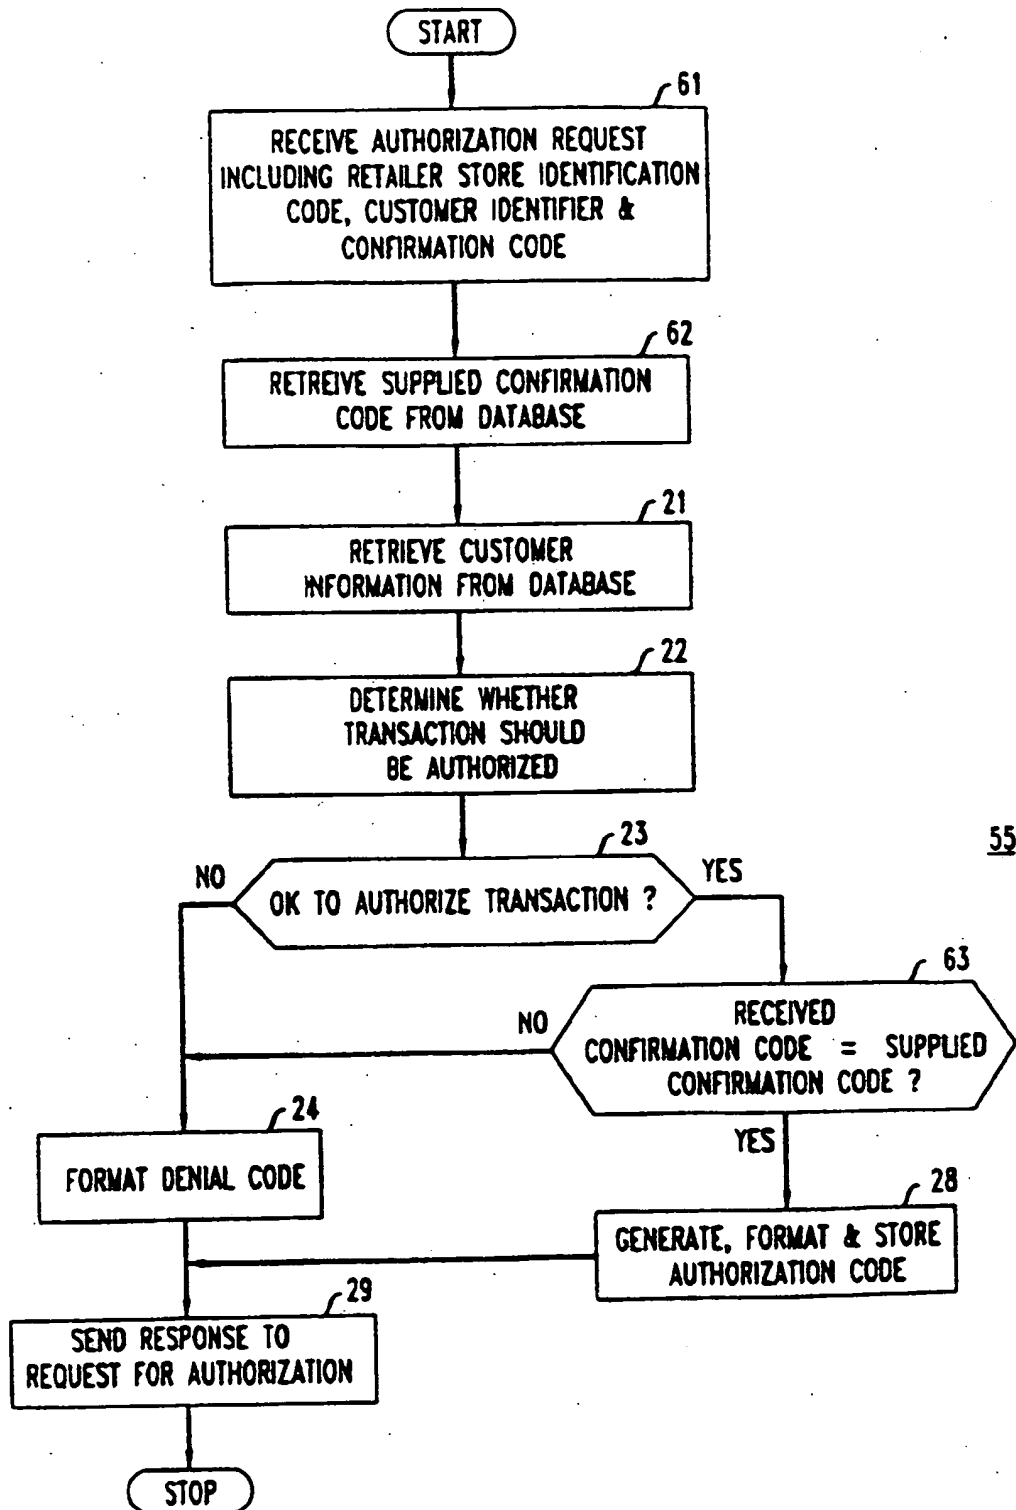 START
61
RECEIVE AUTHORIZATION REQUEST
INCLUDING RETAILER STORE IDENTIFICATION
CODE, CUSTOMER IDENTIFIER &
CONFIRMATION CODE
62
RETREIVE SUPPLIED CONFIRMATION
CODE FROM DATABASE
21
RETRIEVE CUSTOMER
INFORMATION FROM DATABASE
22
DETERMINE WHETHER
TRANSACTION SHOULD
BE AUTHORIZED
55
23
NO
OK TO AUTHORIZE TRANSACTION ?
YES
63
NO
RECEIVED
CONFIRMATION CODE = SUPPLIED
CONFIRMATION CODE ?
YES
24
FORMAT DENIAL CODE
28
GENERATE, FORMAT & STORE
AUTHORIZATION CODE
29
SEND RESPONSE TO
REQUEST FOR AUTHORIZATION
STOP